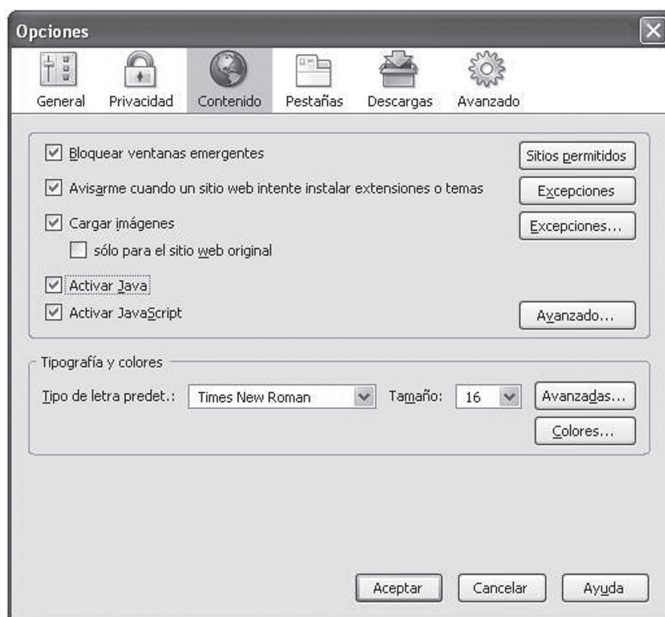 Opciones
General Privacidad Contenido Pestañas Descargas Avanzado
Bloquear ventanas emergentes Sitios permitidos
Avisarme cuando un sitio web intente instalar extensiones o temas Excepciones
Cargar imágenes Excepciones...
sólo para el sitio web original
Activar Java
Activar JavaScript Avanzado...
Tipografía y colores
Tipo de letra predet.: Times New Roman Tamaño: 16 Avanzadas...
Colores...
Aceptar Cancelar Ayuda